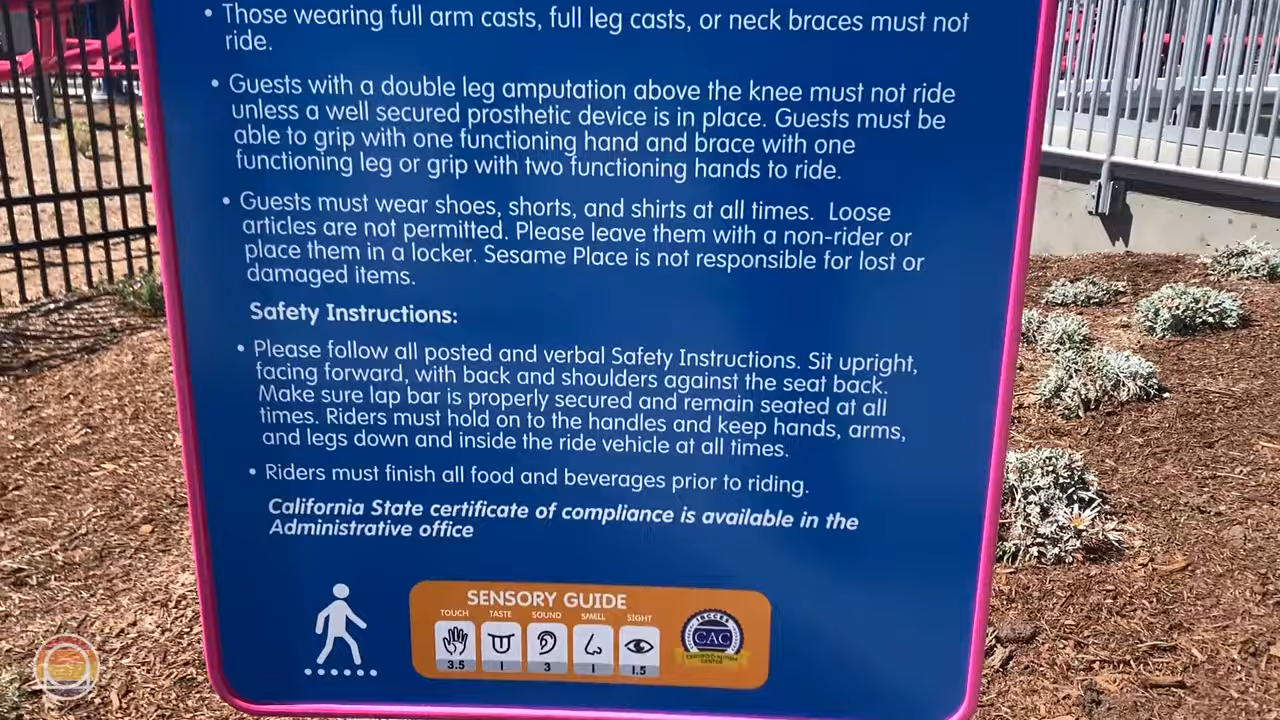 • Those wearing full arm casts, full leg casts, or neck braces must not
ride.
• Guests with a double leg amputation above the knee must not ride
unless a well secured prosthetic device is in place. Guests must be
able to grip with one functioning hand and brace with one
functioning leg or grip with two functioning hands to ride.
• Guests must wear shoes, shorts, and shirts at all times. Loose
articles are not permitted. Please leave them with a non-rider or
place them in a locker. Sesame Place is not responsible for lost or
damaged items.
Safety Instructions:
• Please follow all posted and verbal Safety Instructions. Sit upright,
facing forward, with back and shoulders against the seat back.
Make sure lap bar is properly secured and remain seated at all
times. Riders must hold on to the handles and keep hands, arms,
and legs down and inside the ride vehicle at all times.
• Riders must finish all food and beverages prior to riding.
California State certificate of compliance is available in the
Administrative office
SENSORY GUIDE
TOUCH TASTE SOUND SMELL SIGHT
3.5 1 3 1 1.5
IBCCES
CAC
CERTIFIED AUTISM
CENTER